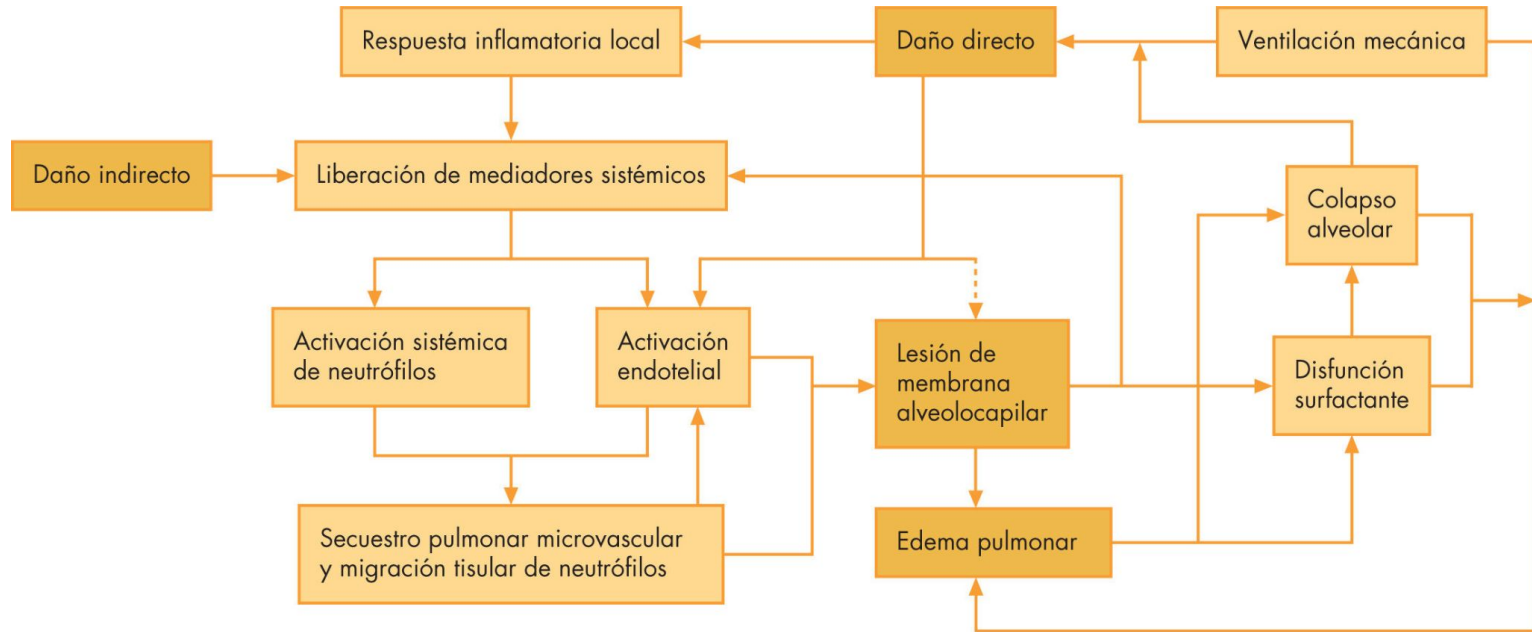 Respuesta inflamatoria local
Daño directo
Ventilación mecánica
Daño indirecto
Liberación de mediadores sistémicos
Colapso
alveolar
Activación sistémica
de neutrófilos
Activación
endotelial
Lesión de
membrana
alveolocapilar
Disfunción
surfactante
Secuestro pulmonar microvascular
y migración tisular de neutrófilos
Edema pulmonar